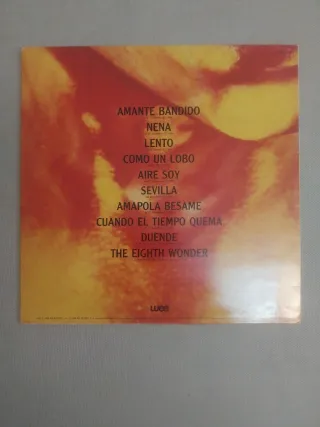 AMANTE BANDIDO
NENA
LENTO
COMO UN LOBO
AIRE SOY
SEVILLA
AMAPOLA BESAME
CUANDO EL TIEMPO QUEMA
DUENDE
THE EIGHTH WONDER
wea